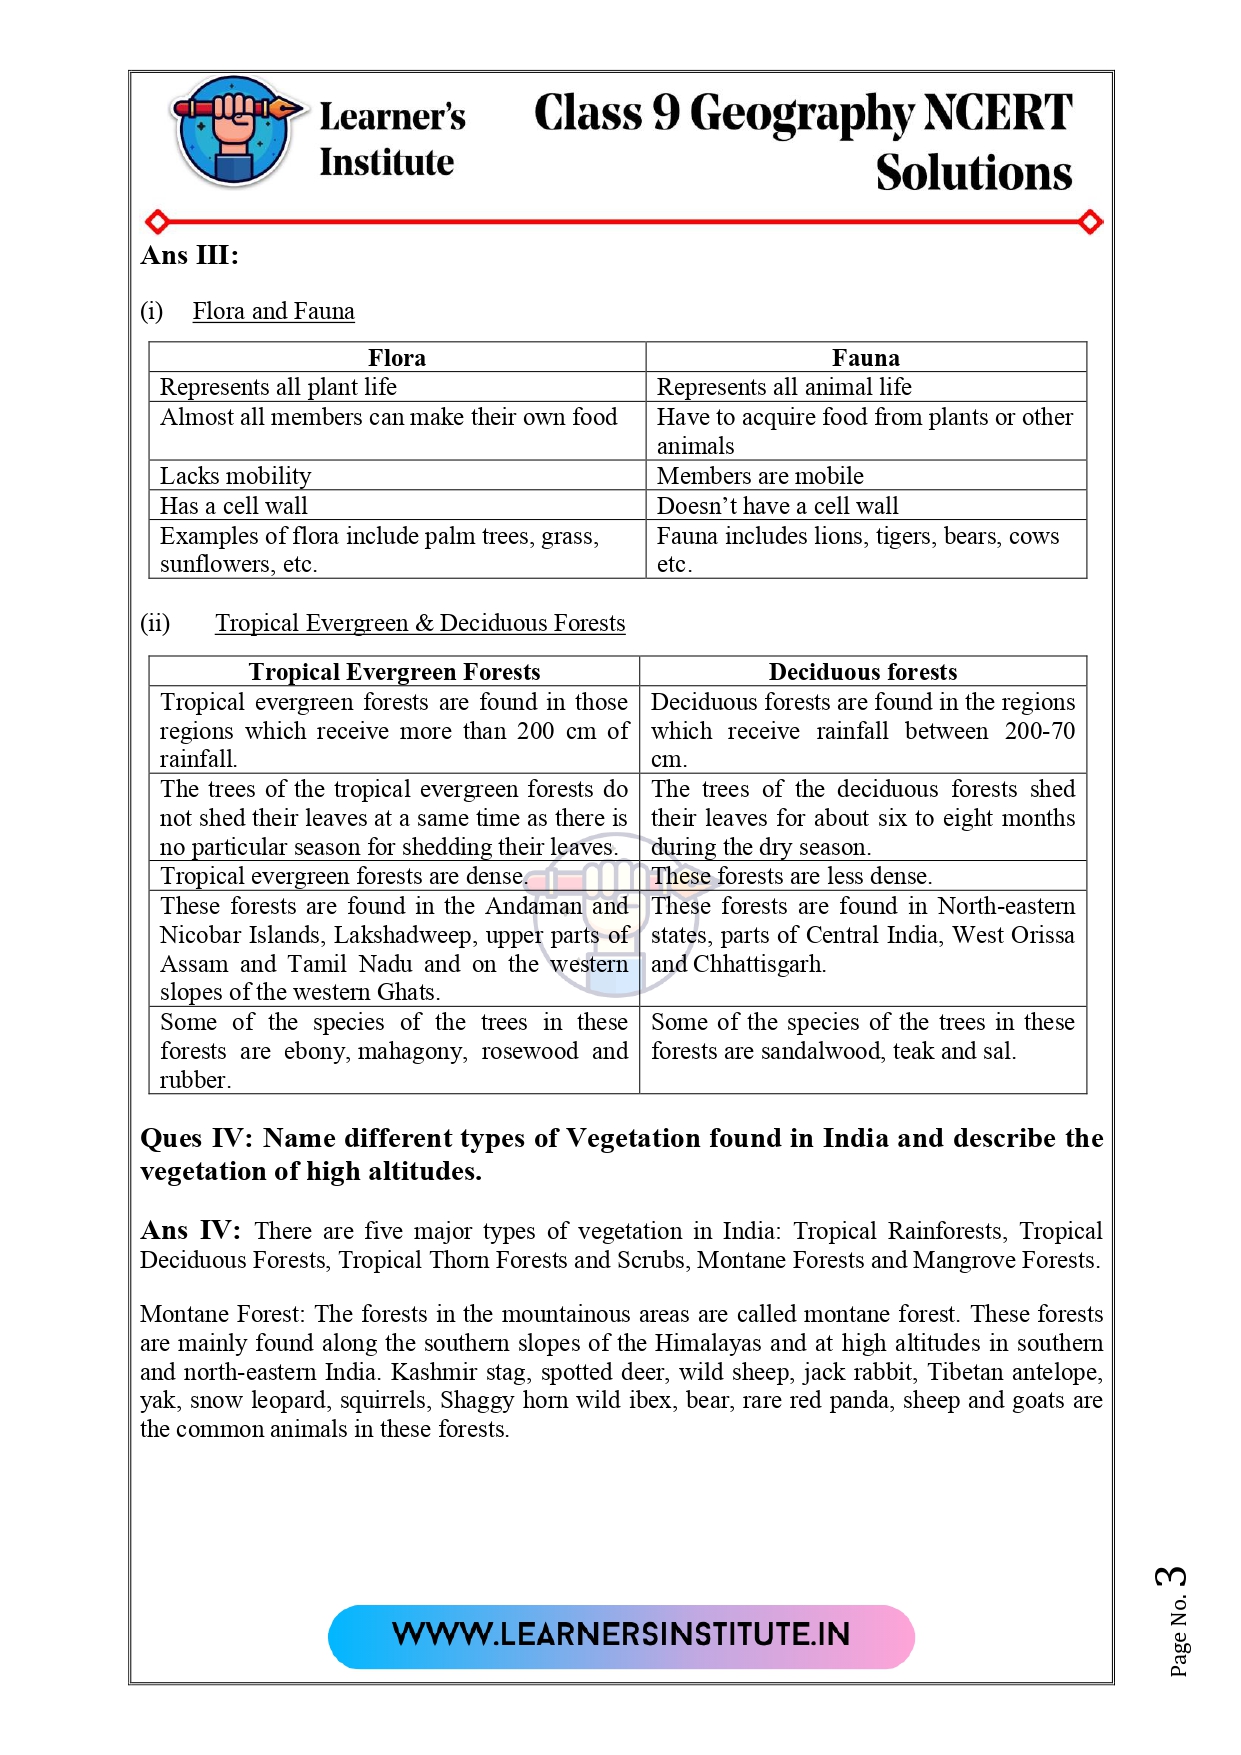 Learner's
Institute
Class 9 Geography NCERT
Solutions
Ans III:
(i) Flora and Fauna
Flora Fauna
Represents all plant life Represents all animal life
Almost all members can make their own food Have to acquire food from plants or other
animals
Lacks mobility Members are mobile
Has a cell wall Doesn't have a cell wall
Examples of flora include palm trees, grass, Fauna includes lions, tigers, bears, cows
sunflowers, etc. etc.
(ii) Tropical Evergreen & Deciduous Forests
Tropical Evergreen Forests Deciduous forests
Tropical evergreen forests are found in those Deciduous forests are found in the regions
regions which receive more than 200 cm of which receive rainfall between 200-70
rainfall. cm.
The trees of the tropical evergreen forests do The trees of the deciduous forests shed
not shed their leaves at a same time as there is their leaves for about six to eight months
no particular season for shedding their leaves. during the dry season.
Tropical evergreen forests are dense. These forests are less dense.
These forests are found in the Andaman and These forests are found in North-eastern
Nicobar Islands, Lakshadweep, upper parts of states, parts of Central India, West Orissa
Assam and Tamil Nadu and on the western and Chhattisgarh.
slopes of the western Ghats.
Some of the species of the trees in these Some of the species of the trees in these
forests are ebony, mahagony, rosewood and forests are sandalwood, teak and sal.
rubber.
Ques IV: Name different types of Vegetation found in India and describe the
vegetation of high altitudes.
Ans IV: There are five major types of vegetation in India: Tropical Rainforests, Tropical
Deciduous Forests, Tropical Thorn Forests and Scrubs, Montane Forests and Mangrove Forests.
Montane Forest: The forests in the mountainous areas are called montane forest. These forests
are mainly found along the southern slopes of the Himalayas and at high altitudes in southern
and north-eastern India. Kashmir stag, spotted deer, wild sheep, jack rabbit, Tibetan antelope,
yak, snow leopard, squirrels, Shaggy horn wild ibex, bear, rare red panda, sheep and goats are
the common animals in these forests.
WWW.LEARNERSINSTITUTE.IN
Page No. 3